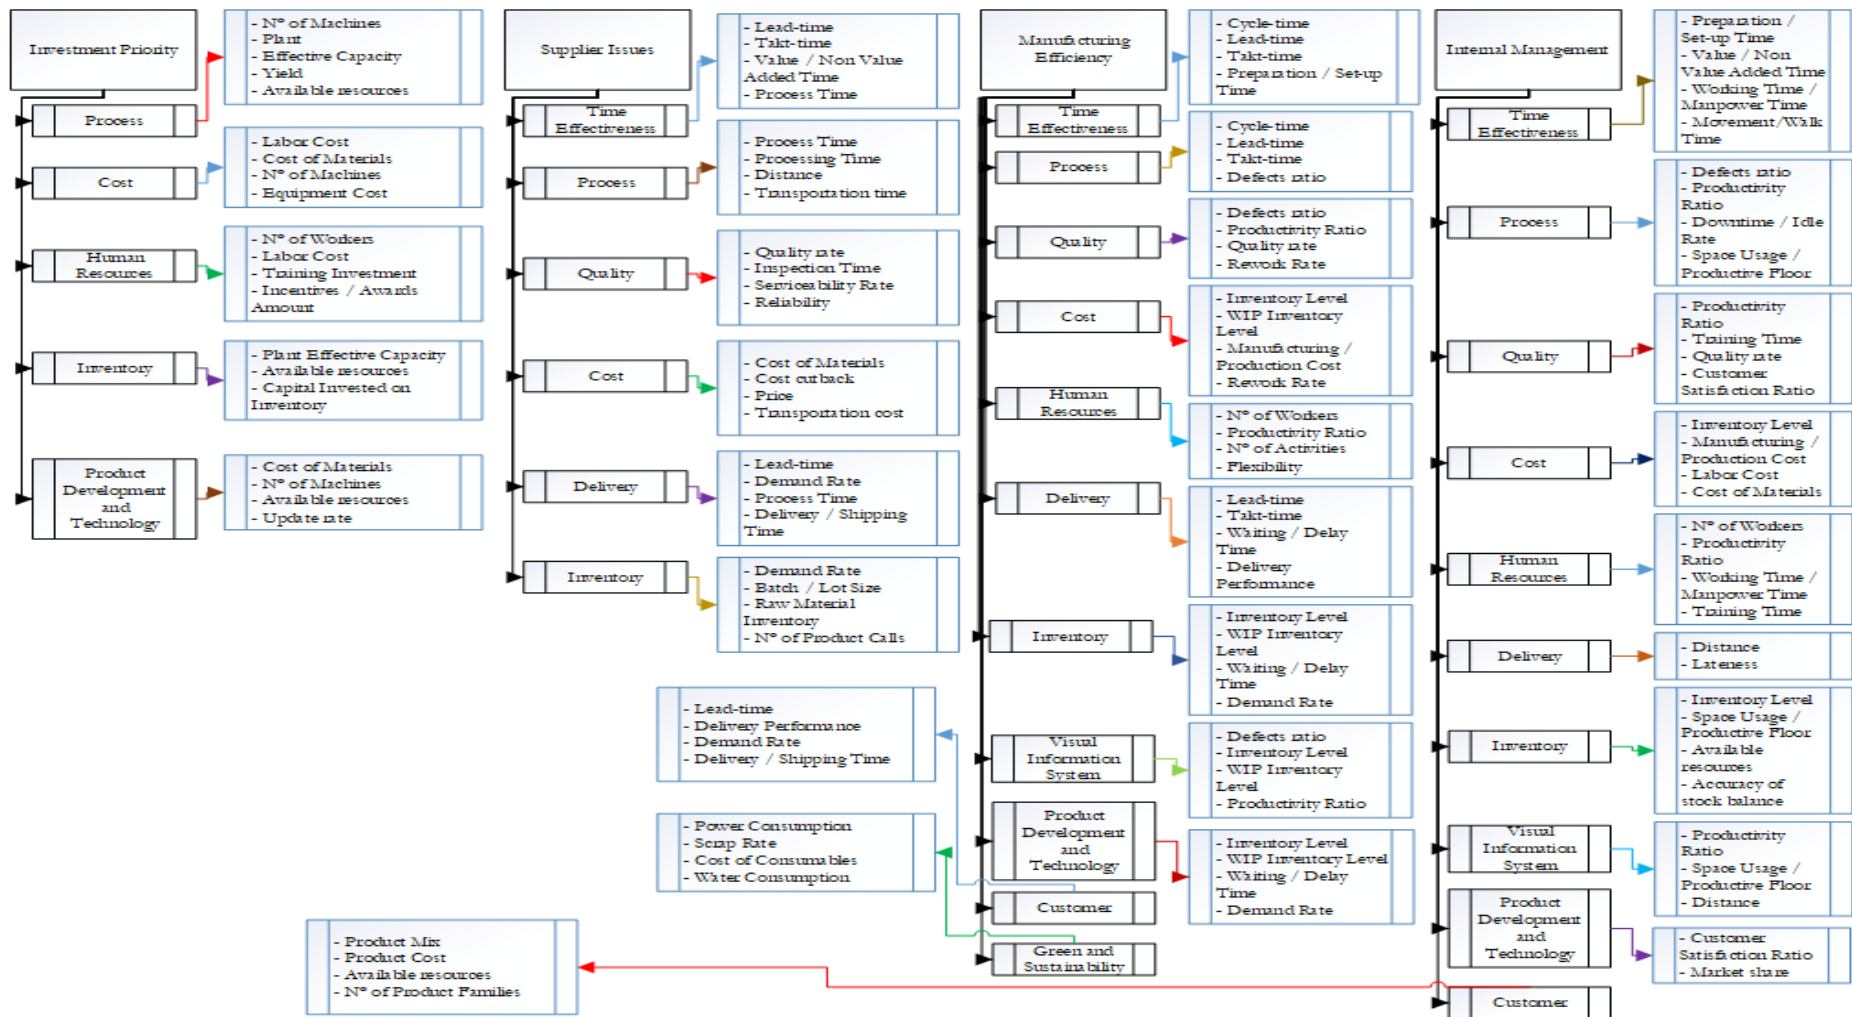 Investment Priority
- Nº of Machines
- Plant
- Effective Capacity
- Yield
- Available resources
Process
- Labor Cost
- Cost of Materials
- Nº of Machines
- Equipment Cost
Cost
- Nº of Workers
- Labor Cost
- Training Investment
- Incentives / Awards
Amount
Human
Resources
- Plant Effective Capacity
- Available resources
- Capital Invested on
Inventory
Inventory
- Cost of Materials
- Nº of Machines
- Available resources
- Update rate
Product
Development
and
Technology
Supplier Issues
- Lead-time
- Takt-time
- Value / Non Value
Added Time
- Process Time
Time
Effectiveness
- Process Time
- Processing Time
- Distance
- Transportation time
Process
- Quality rate
- Inspection Time
- Serviceability Rate
- Reliability
Quality
- Cost of Materials
- Cost cutback
- Price
- Transportation cost
Cost
- Lead-time
- Demand Rate
- Process Time
- Delivery / Shipping
Time
Delivery
- Demand Rate
- Batch / Lot Size
- Raw Material
Inventory
- Nº of Product Calls
Inventory
Manufacturing
Efficiency
- Cycle-time
- Lead-time
- Takt-time
- Preparation / Set-up
Time
Time
Effectiveness
- Cycle-time
- Lead-time
- Takt-time
- Defects ratio
Process
- Defects ratio
- Productivity Ratio
- Quality rate
- Rework Rate
Quality
- Inventory Level
- WIP Inventory
Level
- Manufacturing /
Production Cost
- Rework Rate
Cost
- Nº of Workers
- Productivity Ratio
- Nº of Activities
- Flexibility
Human
Resources
- Lead-time
- Takt-time
- Waiting / Delay
Time
- Delivery
Performance
Delivery
- Inventory Level
- WIP Inventory
Level
- Waiting / Delay
Time
- Demand Rate
Inventory
- Defects ratio
- Inventory Level
- WIP Inventory
Level
- Productivity Ratio
Visual
Information
System
- Inventory Level
- WIP Inventory Level
- Waiting / Delay
Time
- Demand Rate
Product
Development
and
Technology
- Lead-time
- Delivery Performance
- Demand Rate
- Delivery / Shipping Time
Customer
- Power Consumption
- Scrap Rate
- Cost of Consumables
- Water Consumption
Green and
Sustainability
Internal Management
- Preparation /
Set-up Time
- Value / Non
Value Added Time
- Working Time /
Manpower Time
- Movement/Walk
Time
Time
Effectiveness
- Defects ratio
- Productivity
Ratio
- Downtime / Idle
Rate
- Space Usage /
Productive Floor
Process
- Productivity
Ratio
- Training Time
- Quality rate
- Customer
Satisfaction Ratio
Quality
- Inventory Level
- Manufacturing /
Production Cost
- Labor Cost
- Cost of Materials
Cost
- Nº of Workers
- Productivity
Ratio
- Working Time /
Manpower Time
- Training Time
Human
Resources
- Distance
- Lateness
Delivery
- Inventory Level
- Space Usage /
Productive Floor
- Available
resources
- Accuracy of
stock balance
Inventory
- Productivity
Ratio
- Space Usage /
Productive Floor
- Distance
Visual
Information
System
- Customer
Satisfaction Ratio
- Market share
Product
Development
and
Technology
- Product Mix
- Product Cost
- Available resources
- Nº of Product Families
Customer